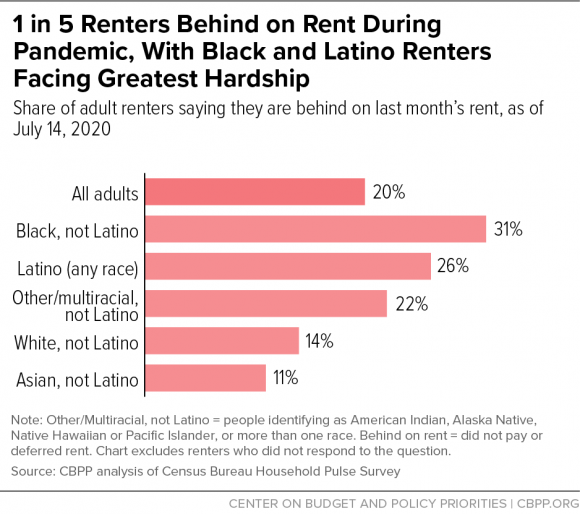 1 in 5 Renters Behind on Rent During
Pandemic, With Black and Latino Renters
Facing Greatest Hardship
Share of adult renters saying they are behind on last month's rent, as of
July 14, 2020
All adults 20%
Black, not Latino 31%
Latino (any race) 26%
Other/multiracial,
not Latino 22%
White, not Latino 14%
Asian, not Latino 11%
Note: Other/Multiracial, not Latino = people identifying as American Indian, Alaska Native,
Native Hawaiian or Pacific Islander, or more than one race. Behind on rent = did not pay or
deferred rent. Chart excludes renters who did not respond to the question.
Source: CBPP analysis of Census Bureau Household Pulse Survey
CENTER ON BUDGET AND POLICY PRIORITIES | CBPP.ORG